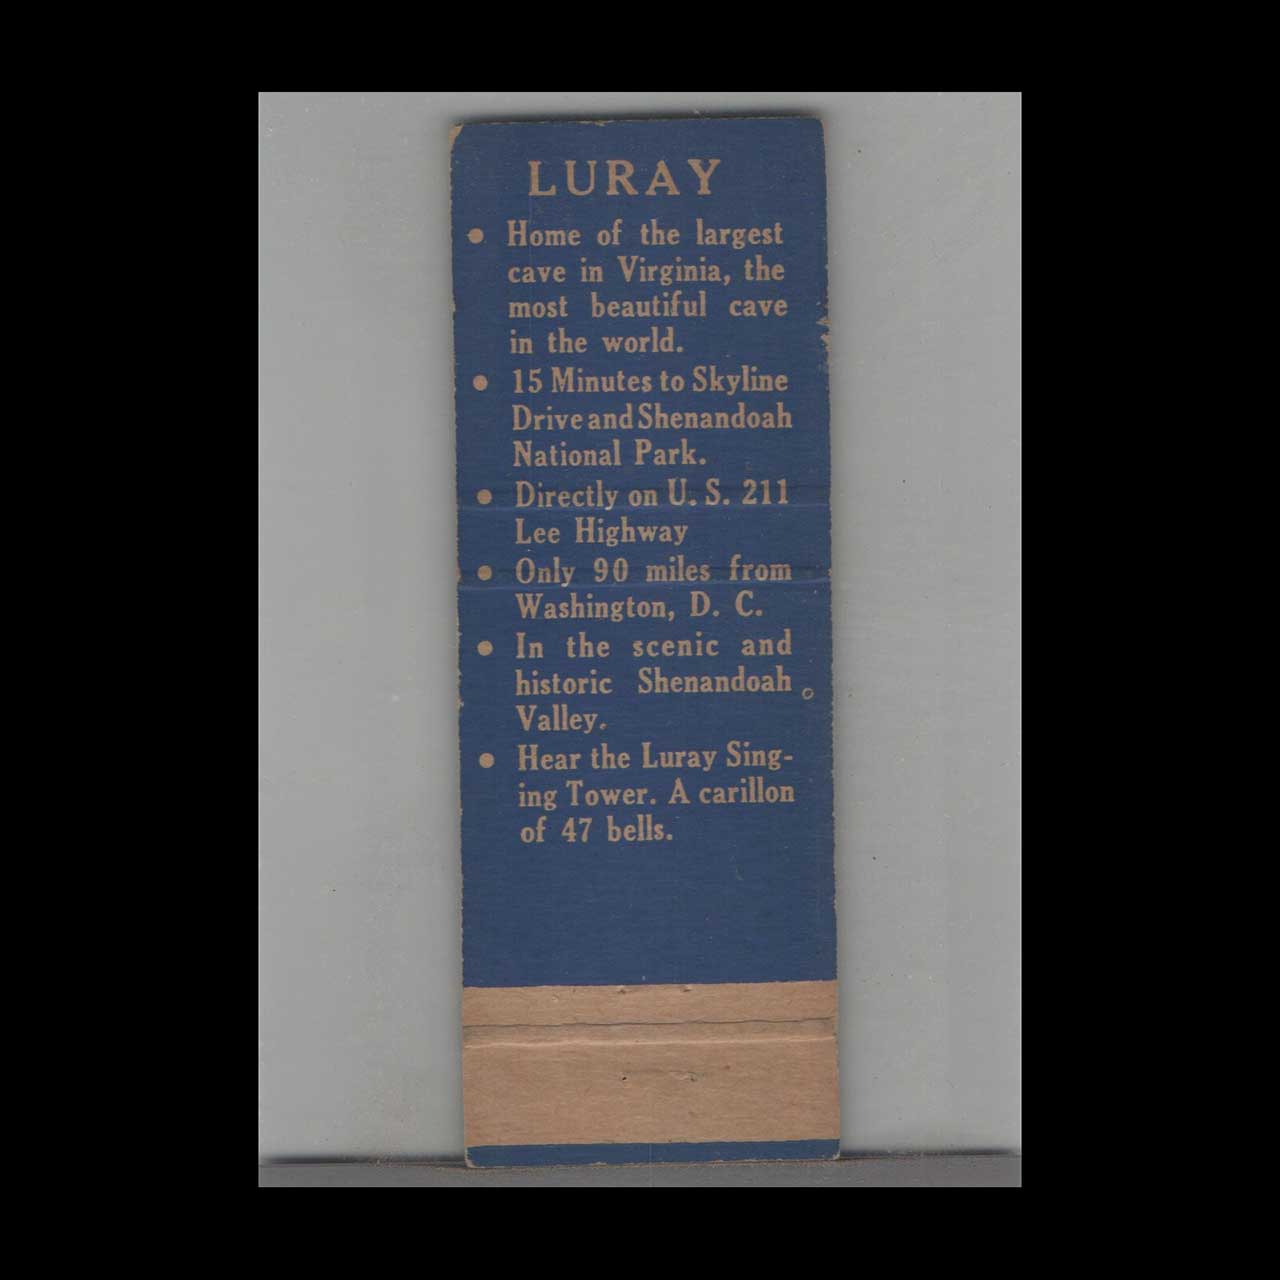 LURAY
• Home of the largest
cave in Virginia, the
most beautiful cave
in the world.
• 15 Minutes to Skyline
Drive and Shenandoah
National Park.
• Directly on U. S. 211
Lee Highway
• Only 90 miles from
Washington, D. C.
• In the scenic and
historic Shenandoah
Valley.
• Hear the Luray Sing-
ing Tower. A carillon
of 47 bells.